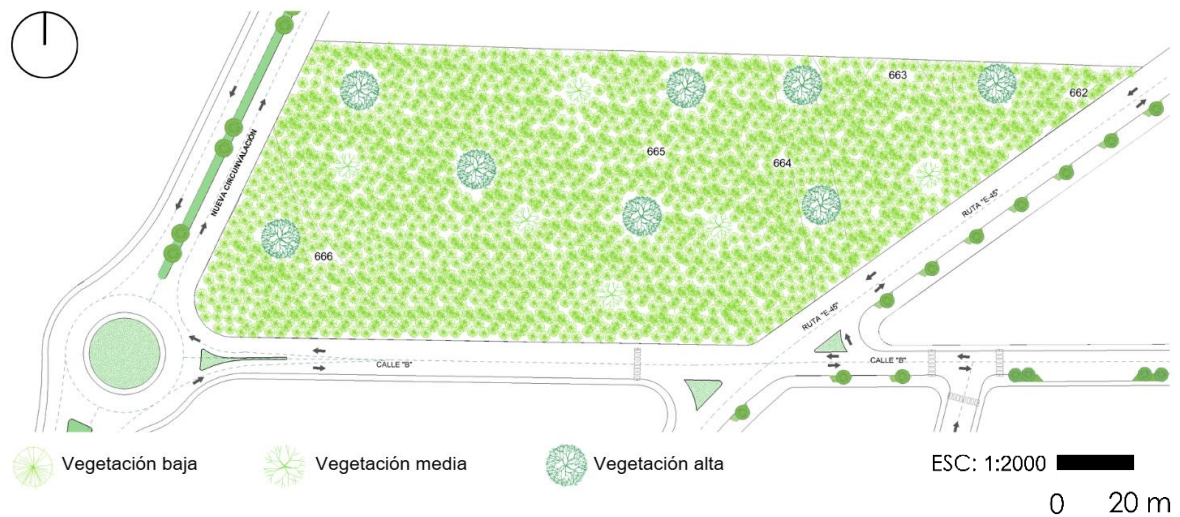 663
662
NUEVA CIRCUNVALACIÓN
665
664
RUTA "E-45"
666
RUTA "E-45"
CALLE "B"
CALLE "B"
Vegetación baja
Vegetación media
Vegetación alta
ESC: 1:2000
0 20 m